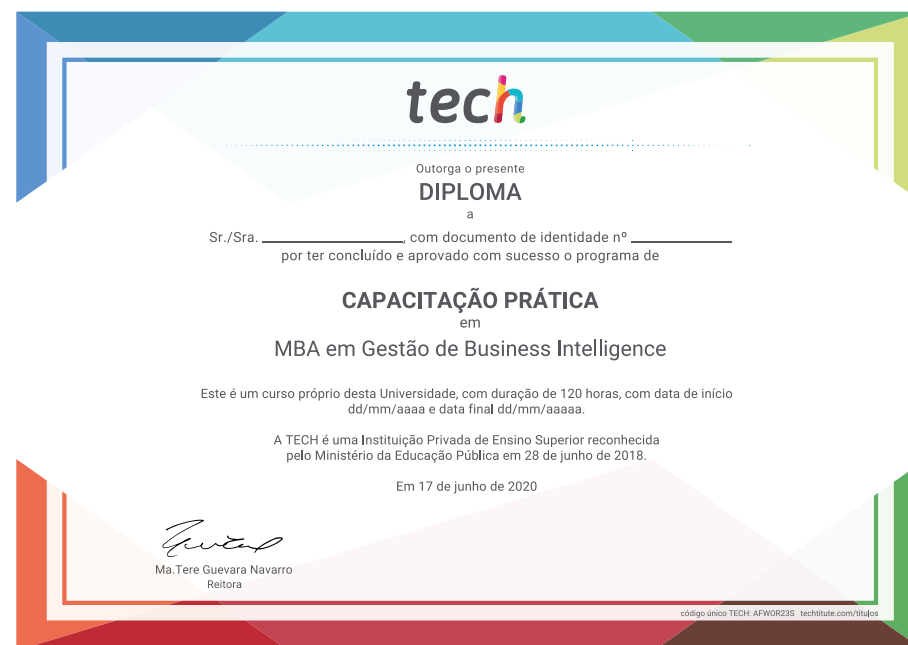 tech
Outorga o presente
DIPLOMA
a
Sr./Sra. ____________________, com documento de identidade nº ______________
por ter concluído e aprovado com sucesso o programa de
CAPACITAÇÃO PRÁTICA
em
MBA em Gestão de Business Intelligence
Este é um curso próprio desta Universidade, com duração de 120 horas, com data de início
dd/mm/aaaa e data final dd/mm/aaaaa.
A TECH é uma Instituição Privada de Ensino Superior reconhecida
pelo Ministério da Educação Pública em 28 de junho de 2018.
Em 17 de junho de 2020
Ma.Tere Guevara Navarro
Reitora
código único TECH: AFWOR23S techtitute.com/titulos